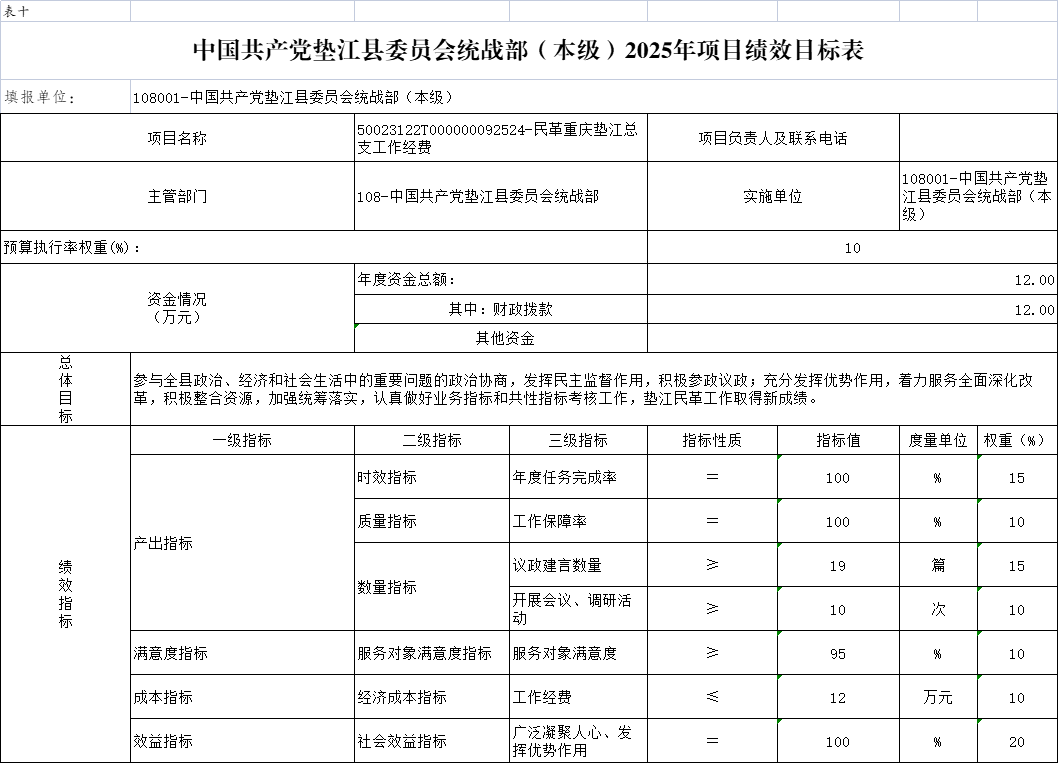 表十
中国共产党垫江县委员会统战部（本级）2025年项目绩效目标表
填报单位：
108001-中国共产党垫江县委员会统战部（本级）
项目名称
50023122T000000092524-民革重庆垫江总
支工作经费
项目负责人及联系电话
主管部门
108-中国共产党垫江县委员会统战部
实施单位
108001-中国共产党垫
江县委员会统战部（本
级）
预算执行率权重(%)：
10
资金情况
（万元）
年度资金总额：
12.00
其中：财政拨款
12.00
其他资金
总
体
目
标
参与全县政治、经济和社会生活中的重要问题的政治协商，发挥民主监督作用，积极参政议政；充分发挥优势作用，着力服务全面深化改
革，积极整合资源，加强统筹落实，认真做好业务指标和共性指标考核工作，垫江民革工作取得新成绩。
绩
效
指
标
一级指标
二级指标
三级指标
指标性质
指标值
度量单位
权重（%）
产出指标
时效指标
年度任务完成率
＝
100
%
15
质量指标
工作保障率
＝
100
%
10
数量指标
议政建言数量
≥
19
篇
15
开展会议、调研活
动
≥
10
次
10
满意度指标
服务对象满意度指标
服务对象满意度
≥
95
%
10
成本指标
经济成本指标
工作经费
≤
12
万元
10
效益指标
社会效益指标
广泛凝聚人心、发
挥优势作用
＝
100
%
20